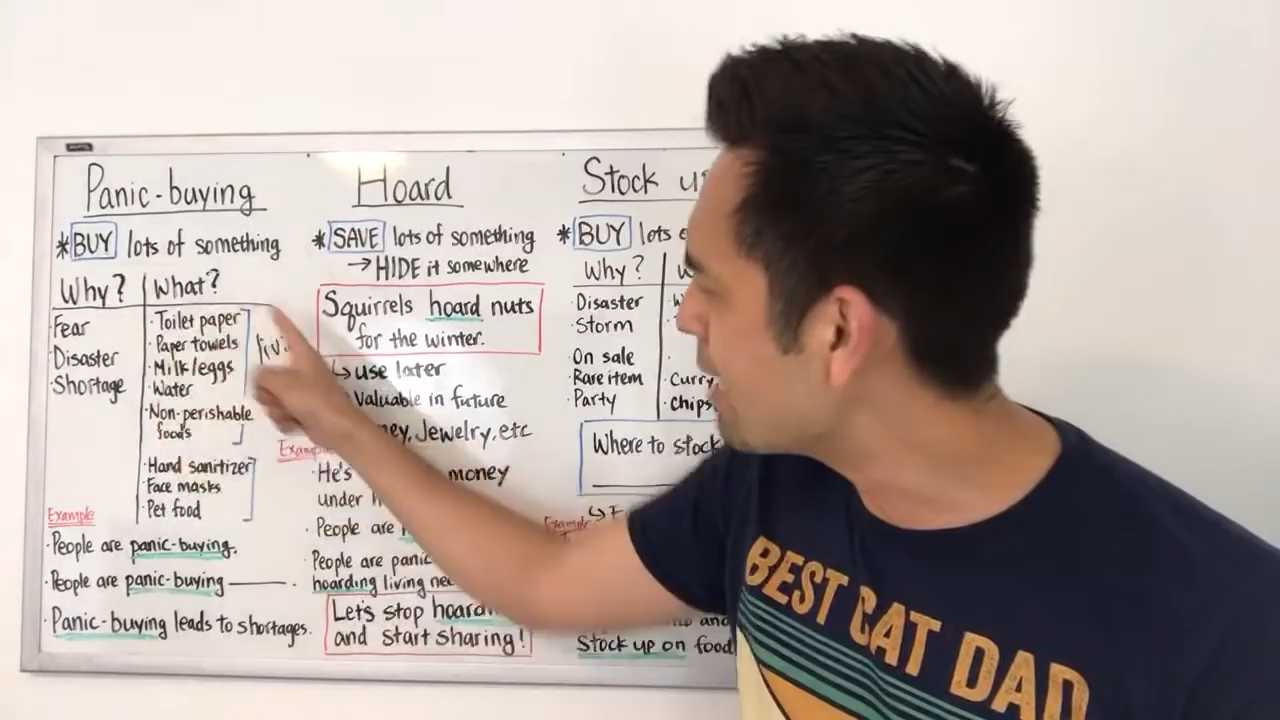 Panic-buying
*BUY lots of something
Why? What?
Fear
Disaster
Shortage
· Toilet paper
· Paper towels
· Milk/eggs
· Water
· Non-perishable
foods
· Hand sanitizer
· Face masks
· Pet food
Example
· People are panic-buying.
· People are panic-buying ———.
· Panic-buying leads to shortages.
Hoard
*SAVE lots of something
→ HIDE it somewhere
Squirrels hoard nuts
for the winter.
↳ use later
Valuable in future
Jewelry, etc
· He's money
under
· People are
· People are panic
hoarding living
Let's stop
and start sharing!
Stock
*BUY lots
Why?
· Disaster
· Storm
· On sale
· Rare item
· Party
· Curry
· chips
Where to stock
Example
and
Stock up on food
BEST CAT DAD